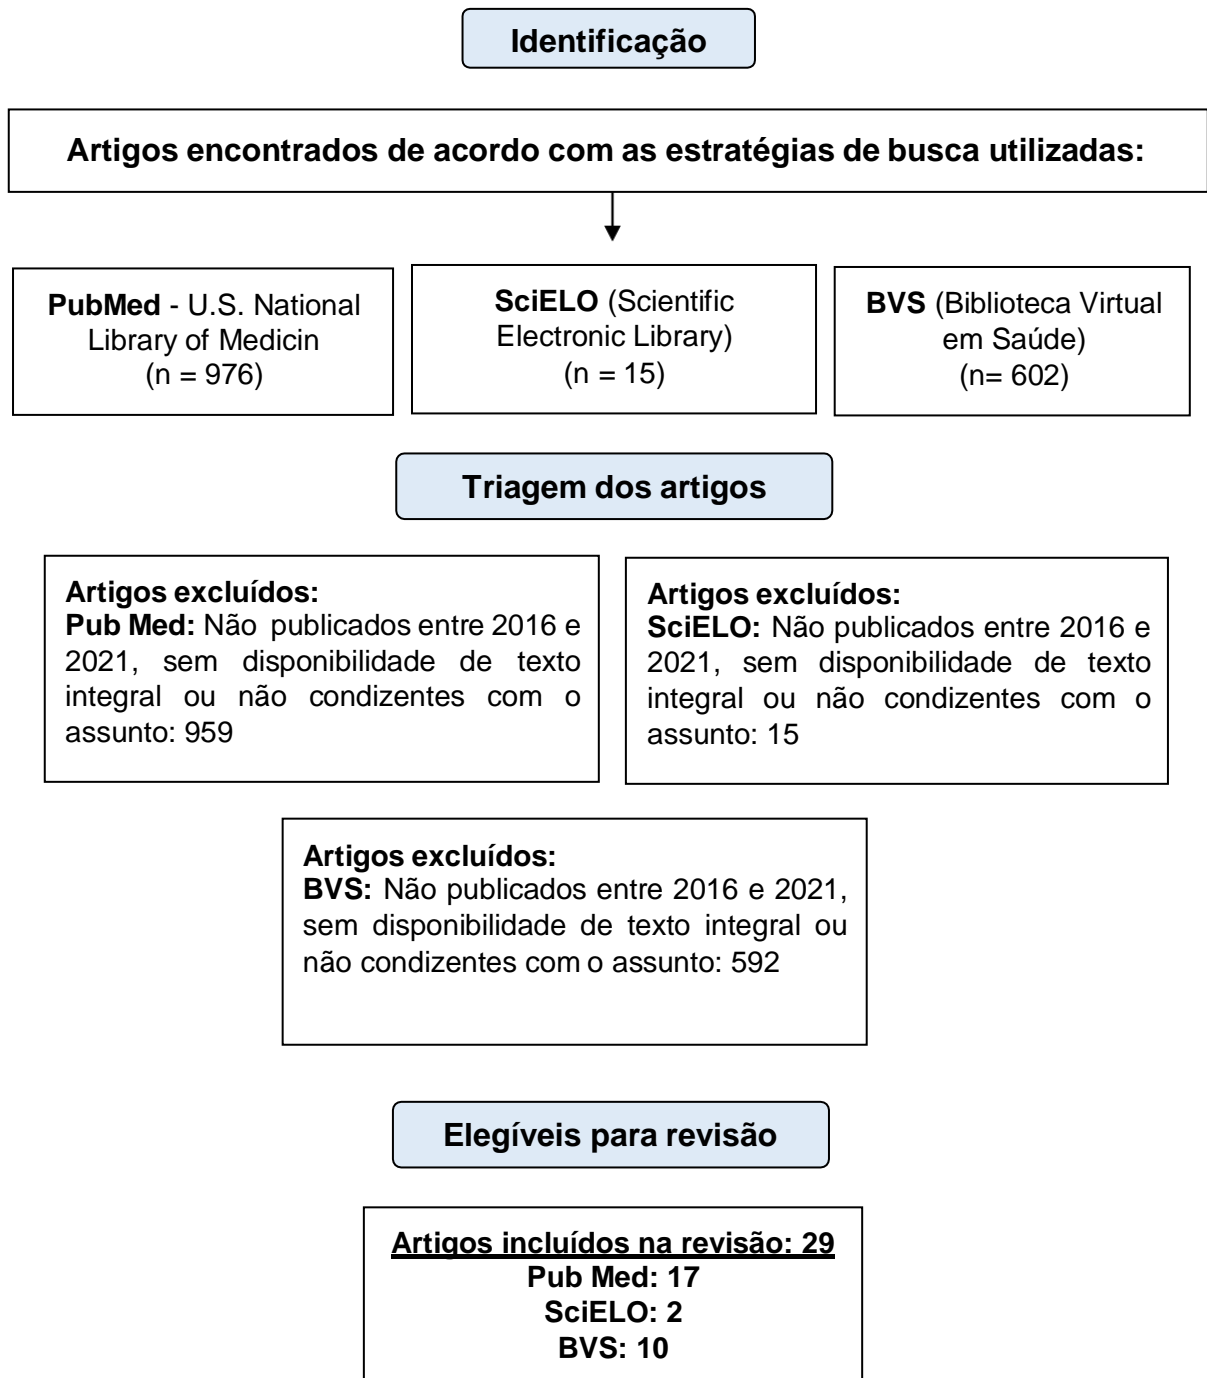 Identificação
Artigos encontrados de acordo com as estratégias de busca utilizadas:
PubMed - U.S. National
Library of Medicin
(n = 976)
SciELO (Scientific
Electronic Library)
(n = 15)
BVS (Biblioteca Virtual
em Saúde)
(n= 602)
Triagem dos artigos
Artigos excluídos:
Pub Med: Não publicados entre 2016 e
2021, sem disponibilidade de texto
integral ou não condizentes com o
assunto: 959
Artigos excluídos:
SciELO: Não publicados entre 2016 e
2021, sem disponibilidade de texto
integral ou não condizentes com o
assunto: 15
Artigos excluídos:
BVS: Não publicados entre 2016 e 2021,
sem disponibilidade de texto integral ou
não condizentes com o assunto: 592
Elegíveis para revisão
Artigos incluídos na revisão: 29
Pub Med: 17
SciELO: 2
BVS: 10